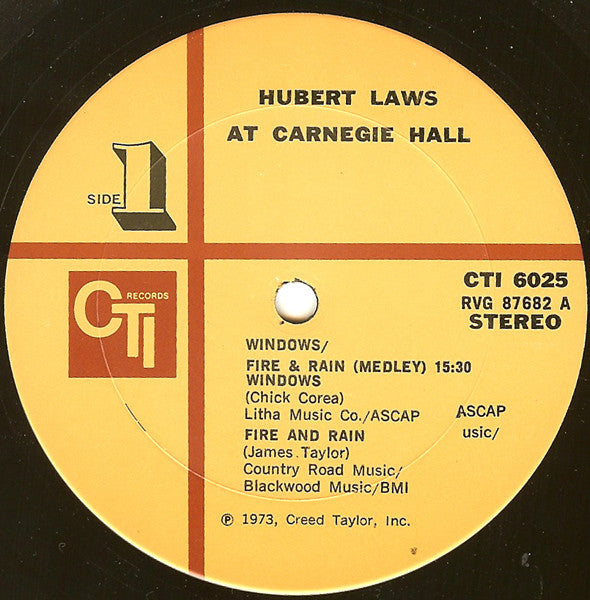 HUBERT LAWS
AT CARNEGIE HALL
SIDE 1
CTI RECORDS
CTI 6025
RVG 87682 A
STEREO
WINDOWS/
FIRE & RAIN (MEDLEY) 15:30
WINDOWS
(Chick Corea)
Litha Music Co./ASCAP
ASCAP
usic/
FIRE AND RAIN
(James Taylor)
Country Road Music/
Blackwood Music/BMI
℗ 1973, Creed Taylor, Inc.